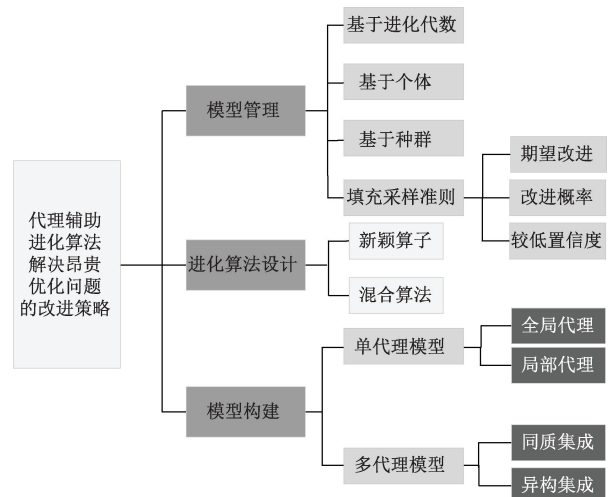 代理辅助
进化算法
解决昂贵
优化问题
的改进策略
模型管理
基于进化代数
基于个体
基于种群
填充采样准则
期望改进
改进概率
较低置信度
进化算法设计
新颖算子
混合算法
模型构建
单代理模型
全局代理
局部代理
多代理模型
同质集成
异构集成